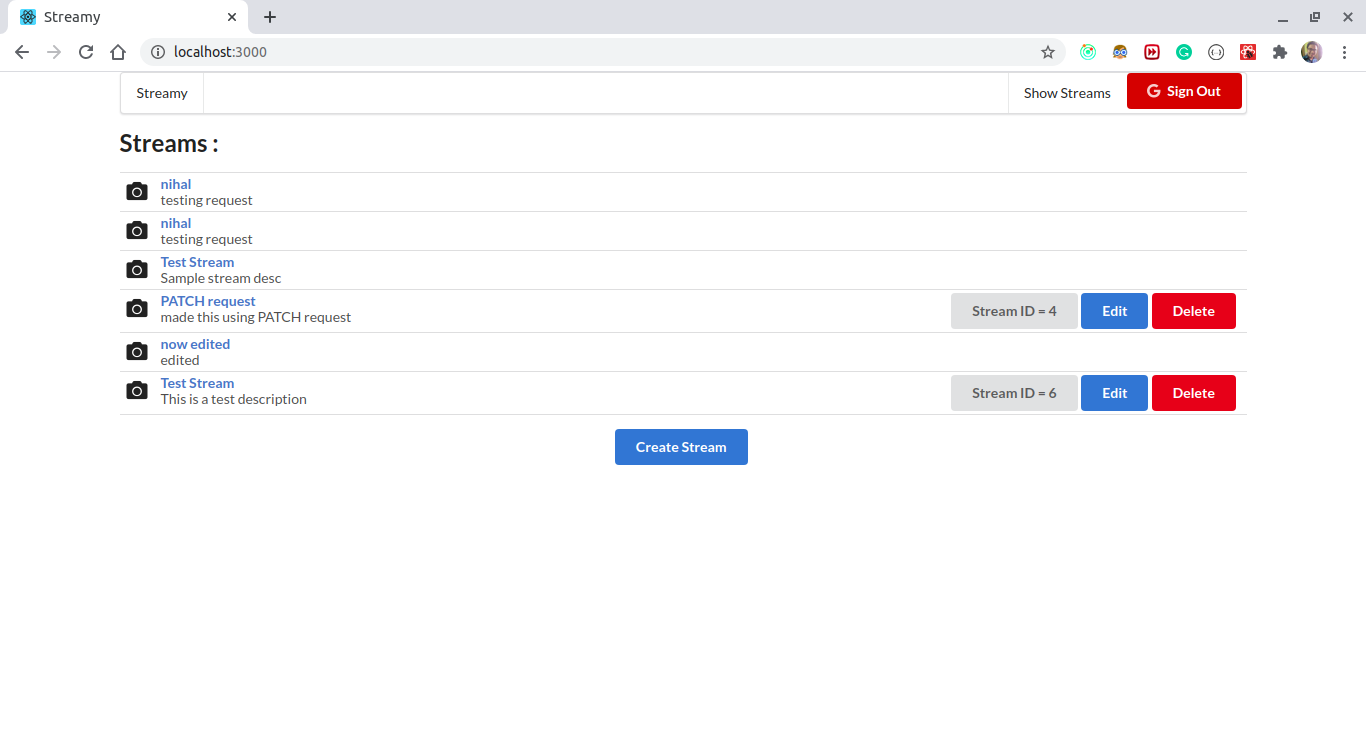 Streamy
localhost:3000
Streamy
Show Streams
Sign Out
Streams :
nihal
testing request
nihal
testing request
Test Stream
Sample stream desc
PATCH request
made this using PATCH request
Stream ID = 4 Edit Delete
now edited
edited
Test Stream
This is a test description
Stream ID = 6 Edit Delete
Create Stream